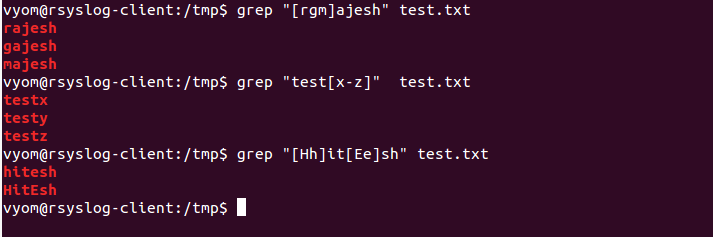 vyom@rsyslog-client:/tmp$ grep "[rgm]ajesh" test.txt
rajesh
gajesh
majesh
vyom@rsyslog-client:/tmp$ grep "test[x-z]"  test.txt
testx
testy
testz
vyom@rsyslog-client:/tmp$ grep "[Hh]it[Ee]sh" test.txt
hitesh
HitEsh
vyom@rsyslog-client:/tmp$